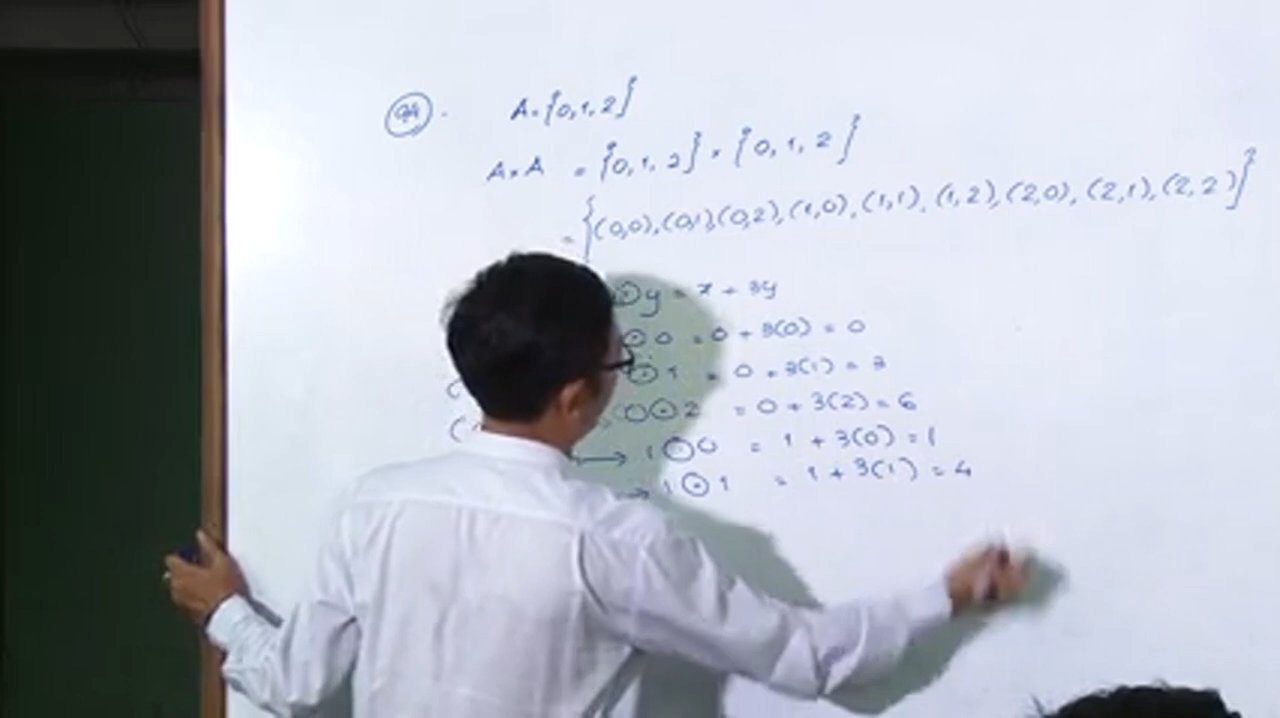 Q4. A = {0, 1, 2}
A × A = {0, 1, 2} × {0, 1, 2}
= {(0,0), (0,1), (0,2), (1,0), (1,1), (1,2), (2,0), (2,1), (2,2)}
⊙ y = x + 3y
⊙ 0 = 0 + 3(0) = 0
⊙ 1 = 0 + 3(1) = 3
0 ⊙ 2 = 0 + 3(2) = 6
→ 1 ⊙ 0 = 1 + 3(0) = 1
→ 1 ⊙ 1 = 1 + 3(1) = 4